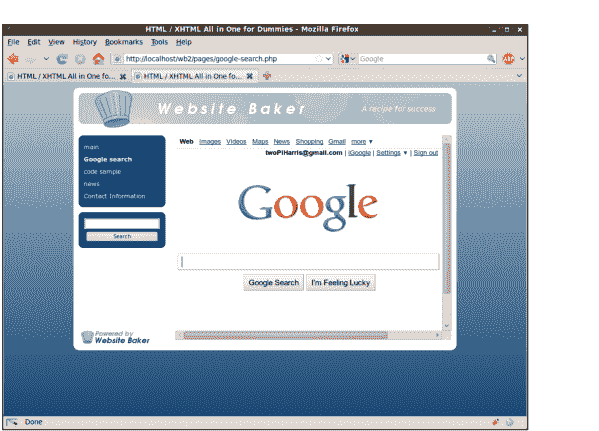 HTML / XHTML All in One for Dummies - Mozilla Firefox
File Edit View History Bookmarks Tools Help
http://localhost/wb2/pages/google-search.php Google ABP
HTML / XHTML All in One fo... HTML / XHTML All in One fo...
Website Baker A recipe for success
main
Google search
code sample
news
Contact Information
Search
Web Images Videos Maps News Shopping Gmail more ▼
twoPiHarris@gmail.com | iGoogle | Settings ▼ | Sign out
Google
Google Search I'm Feeling Lucky
Powered by
Website Baker
Done